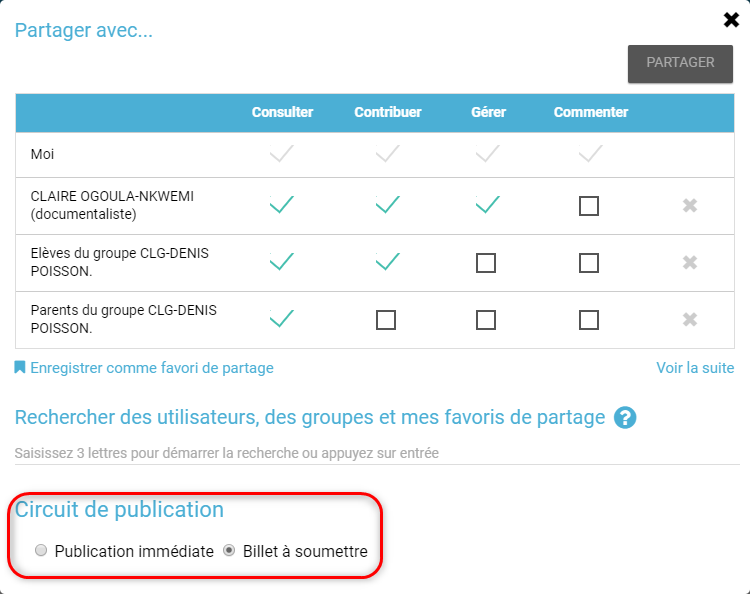 Partager avec...
PARTAGER
Consulter Contribuer Gérer Commenter
Moi
CLAIRE OGOULA-NKWEMI
(documentaliste)
Elèves du groupe CLG-DENIS
POISSON.
Parents du groupe CLG-DENIS
POISSON.
Enregistrer comme favori de partage
Voir la suite
Rechercher des utilisateurs, des groupes et mes favoris de partage ?
Saisissez 3 lettres pour démarrer la recherche ou appuyez sur entrée
Circuit de publication
Publication immédiate Billet à soumettre